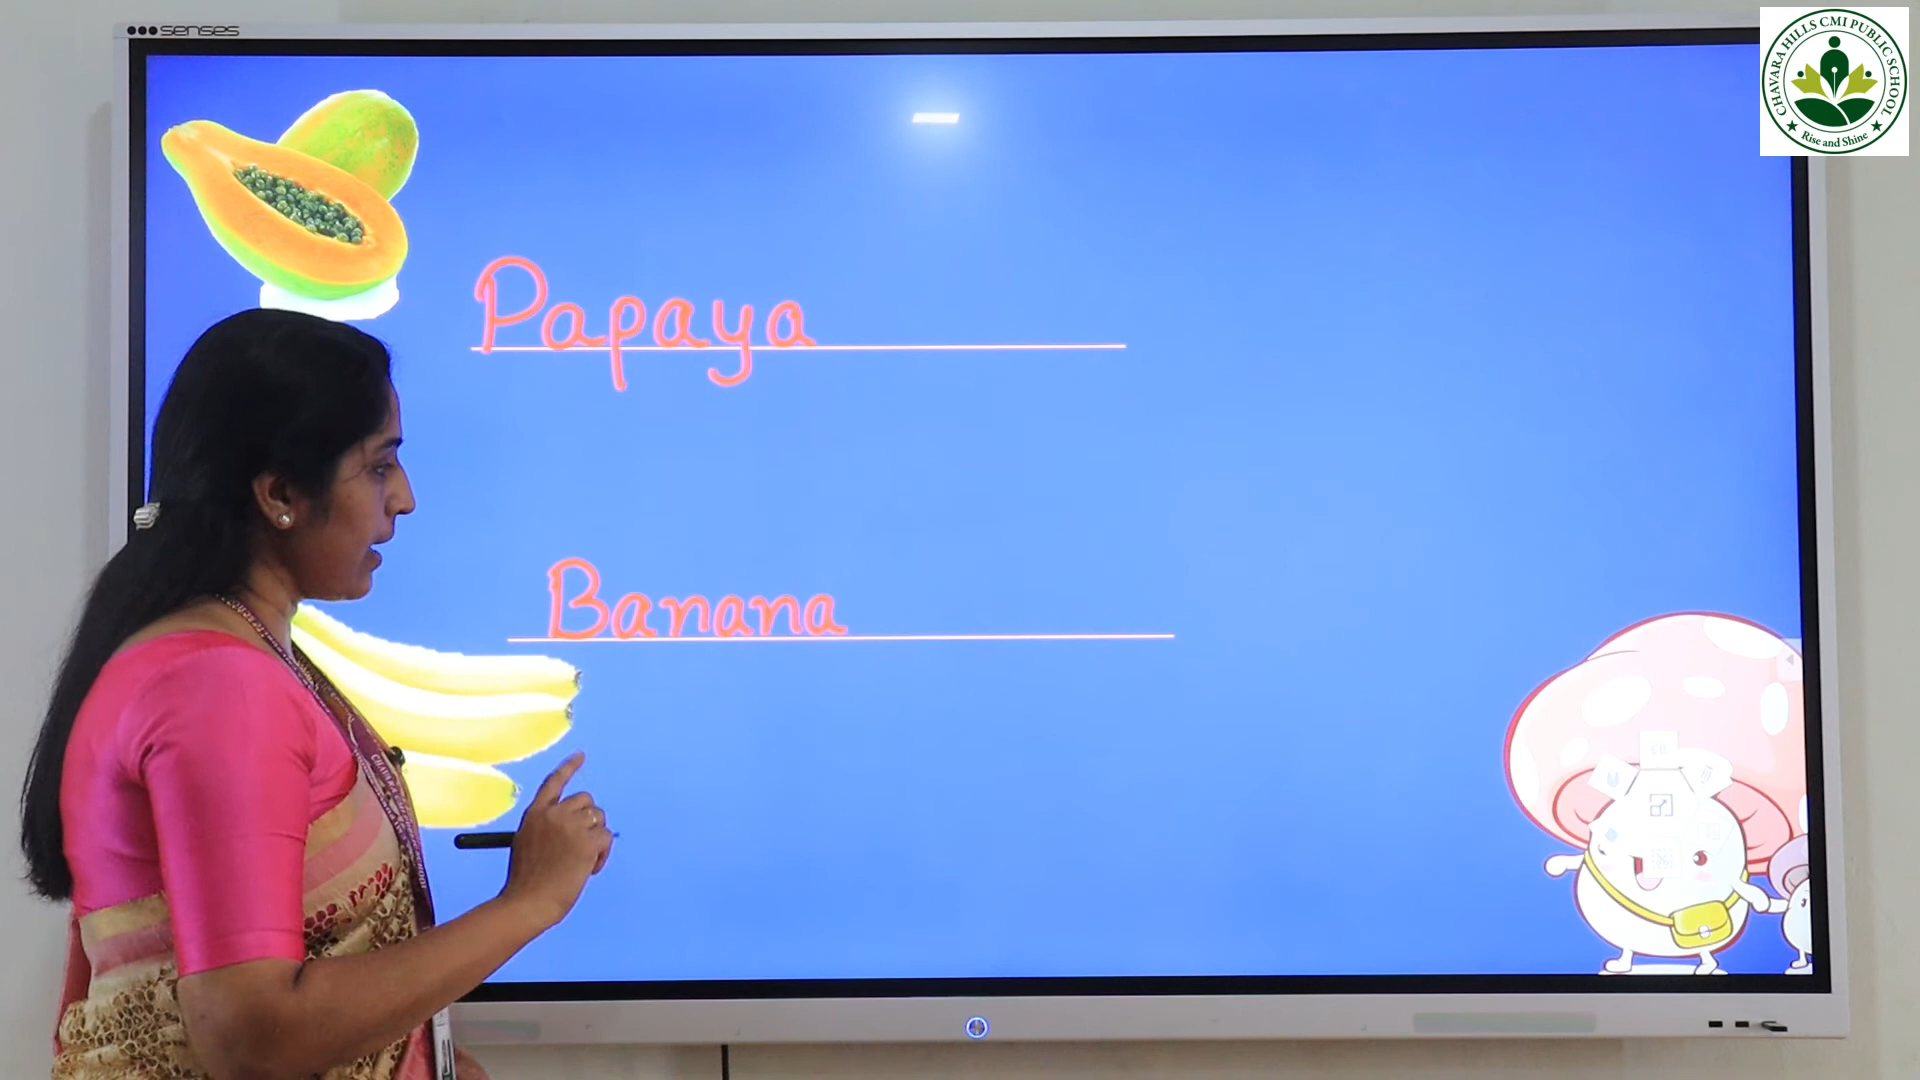 senses
CHAVARA HILLS CMI PUBLIC SCHOOL
Rise and Shine
Papaya
Banana